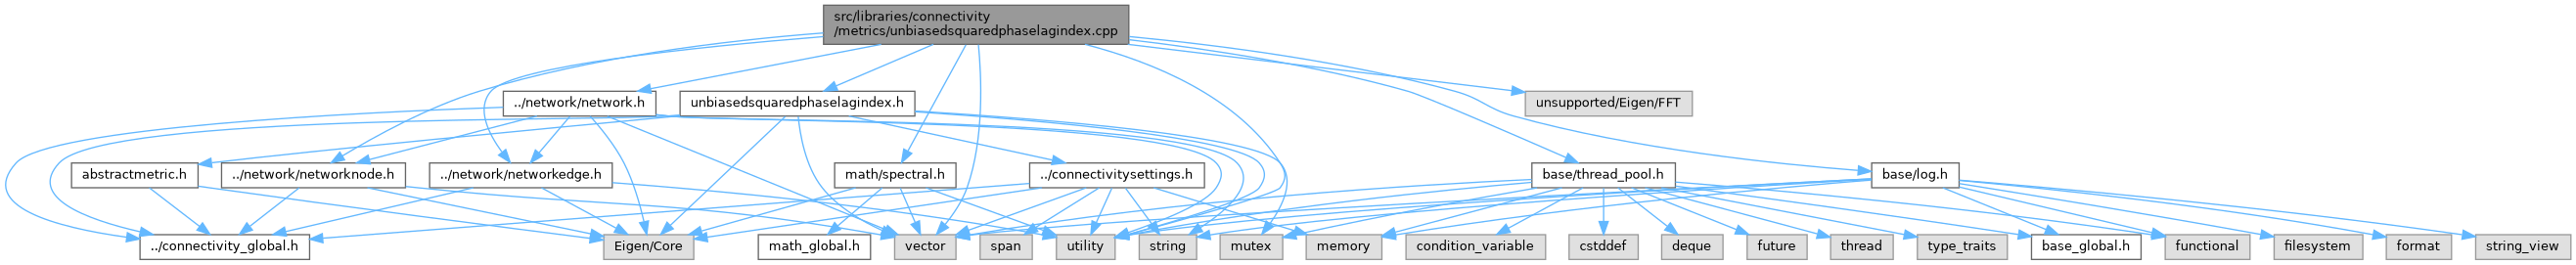 src/libraries/connectivity
/metrics/unbiasedsquaredphaselagindex.cpp
../network/network.h
unbiasedsquaredphaselagindex.h
unsupported/Eigen/FFT
abstractmetric.h
../network/networknode.h
../network/networkedge.h
math/spectral.h
../connectivitysettings.h
base/thread_pool.h
base/log.h
../connectivity_global.h
Eigen/Core
math_global.h
vector
span
utility
string
mutex
memory
condition_variable
cstddef
deque
future
thread
type_traits
base_global.h
functional
filesystem
format
string_view